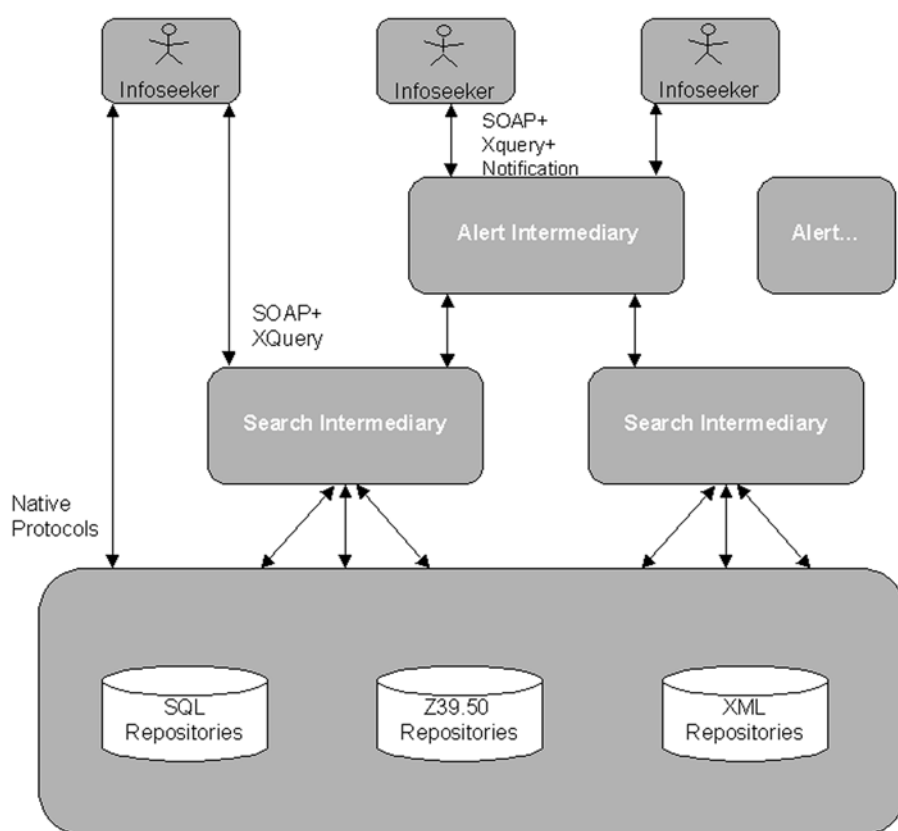 Infoseeker
Infoseeker
Infoseeker
SOAP+
Xquery+
Notification
Alert Intermediary
Alert...
SOAP+
XQuery
Search Intermediary
Search Intermediary
Native
Protocols
SQL
Repositories
Z39.50
Repositories
XML
Repositories